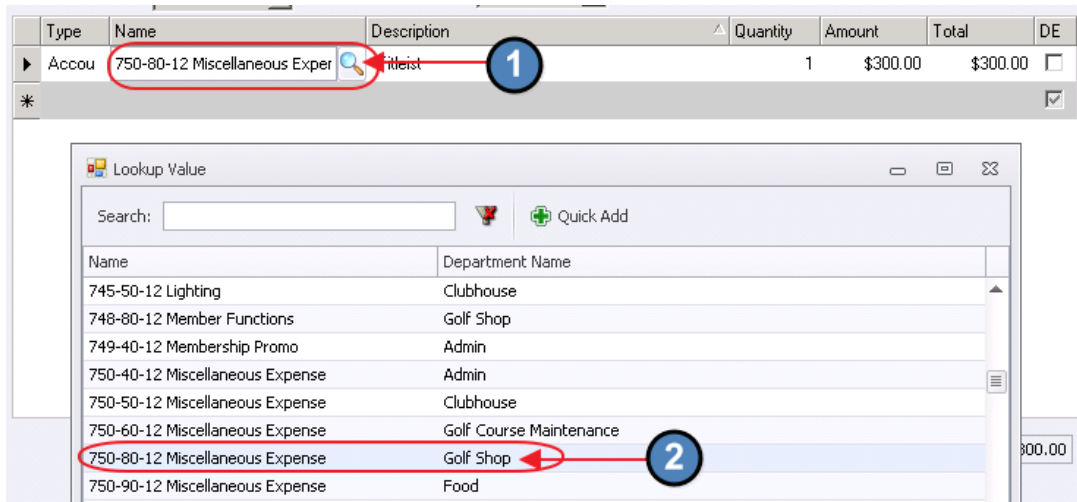 Type Name Description Quantity Amount Total DE
Accou 750-80-12 Miscellaneous Exper Titleist 1 $300.00 $300.00
1
Lookup Value
Search: Quick Add
Name Department Name
745-50-12 Lighting Clubhouse
748-80-12 Member Functions Golf Shop
749-40-12 Membership Promo Admin
750-40-12 Miscellaneous Expense Admin
750-50-12 Miscellaneous Expense Clubhouse
750-60-12 Miscellaneous Expense Golf Course Maintenance
750-80-12 Miscellaneous Expense Golf Shop 2
300.00
750-90-12 Miscellaneous Expense Food